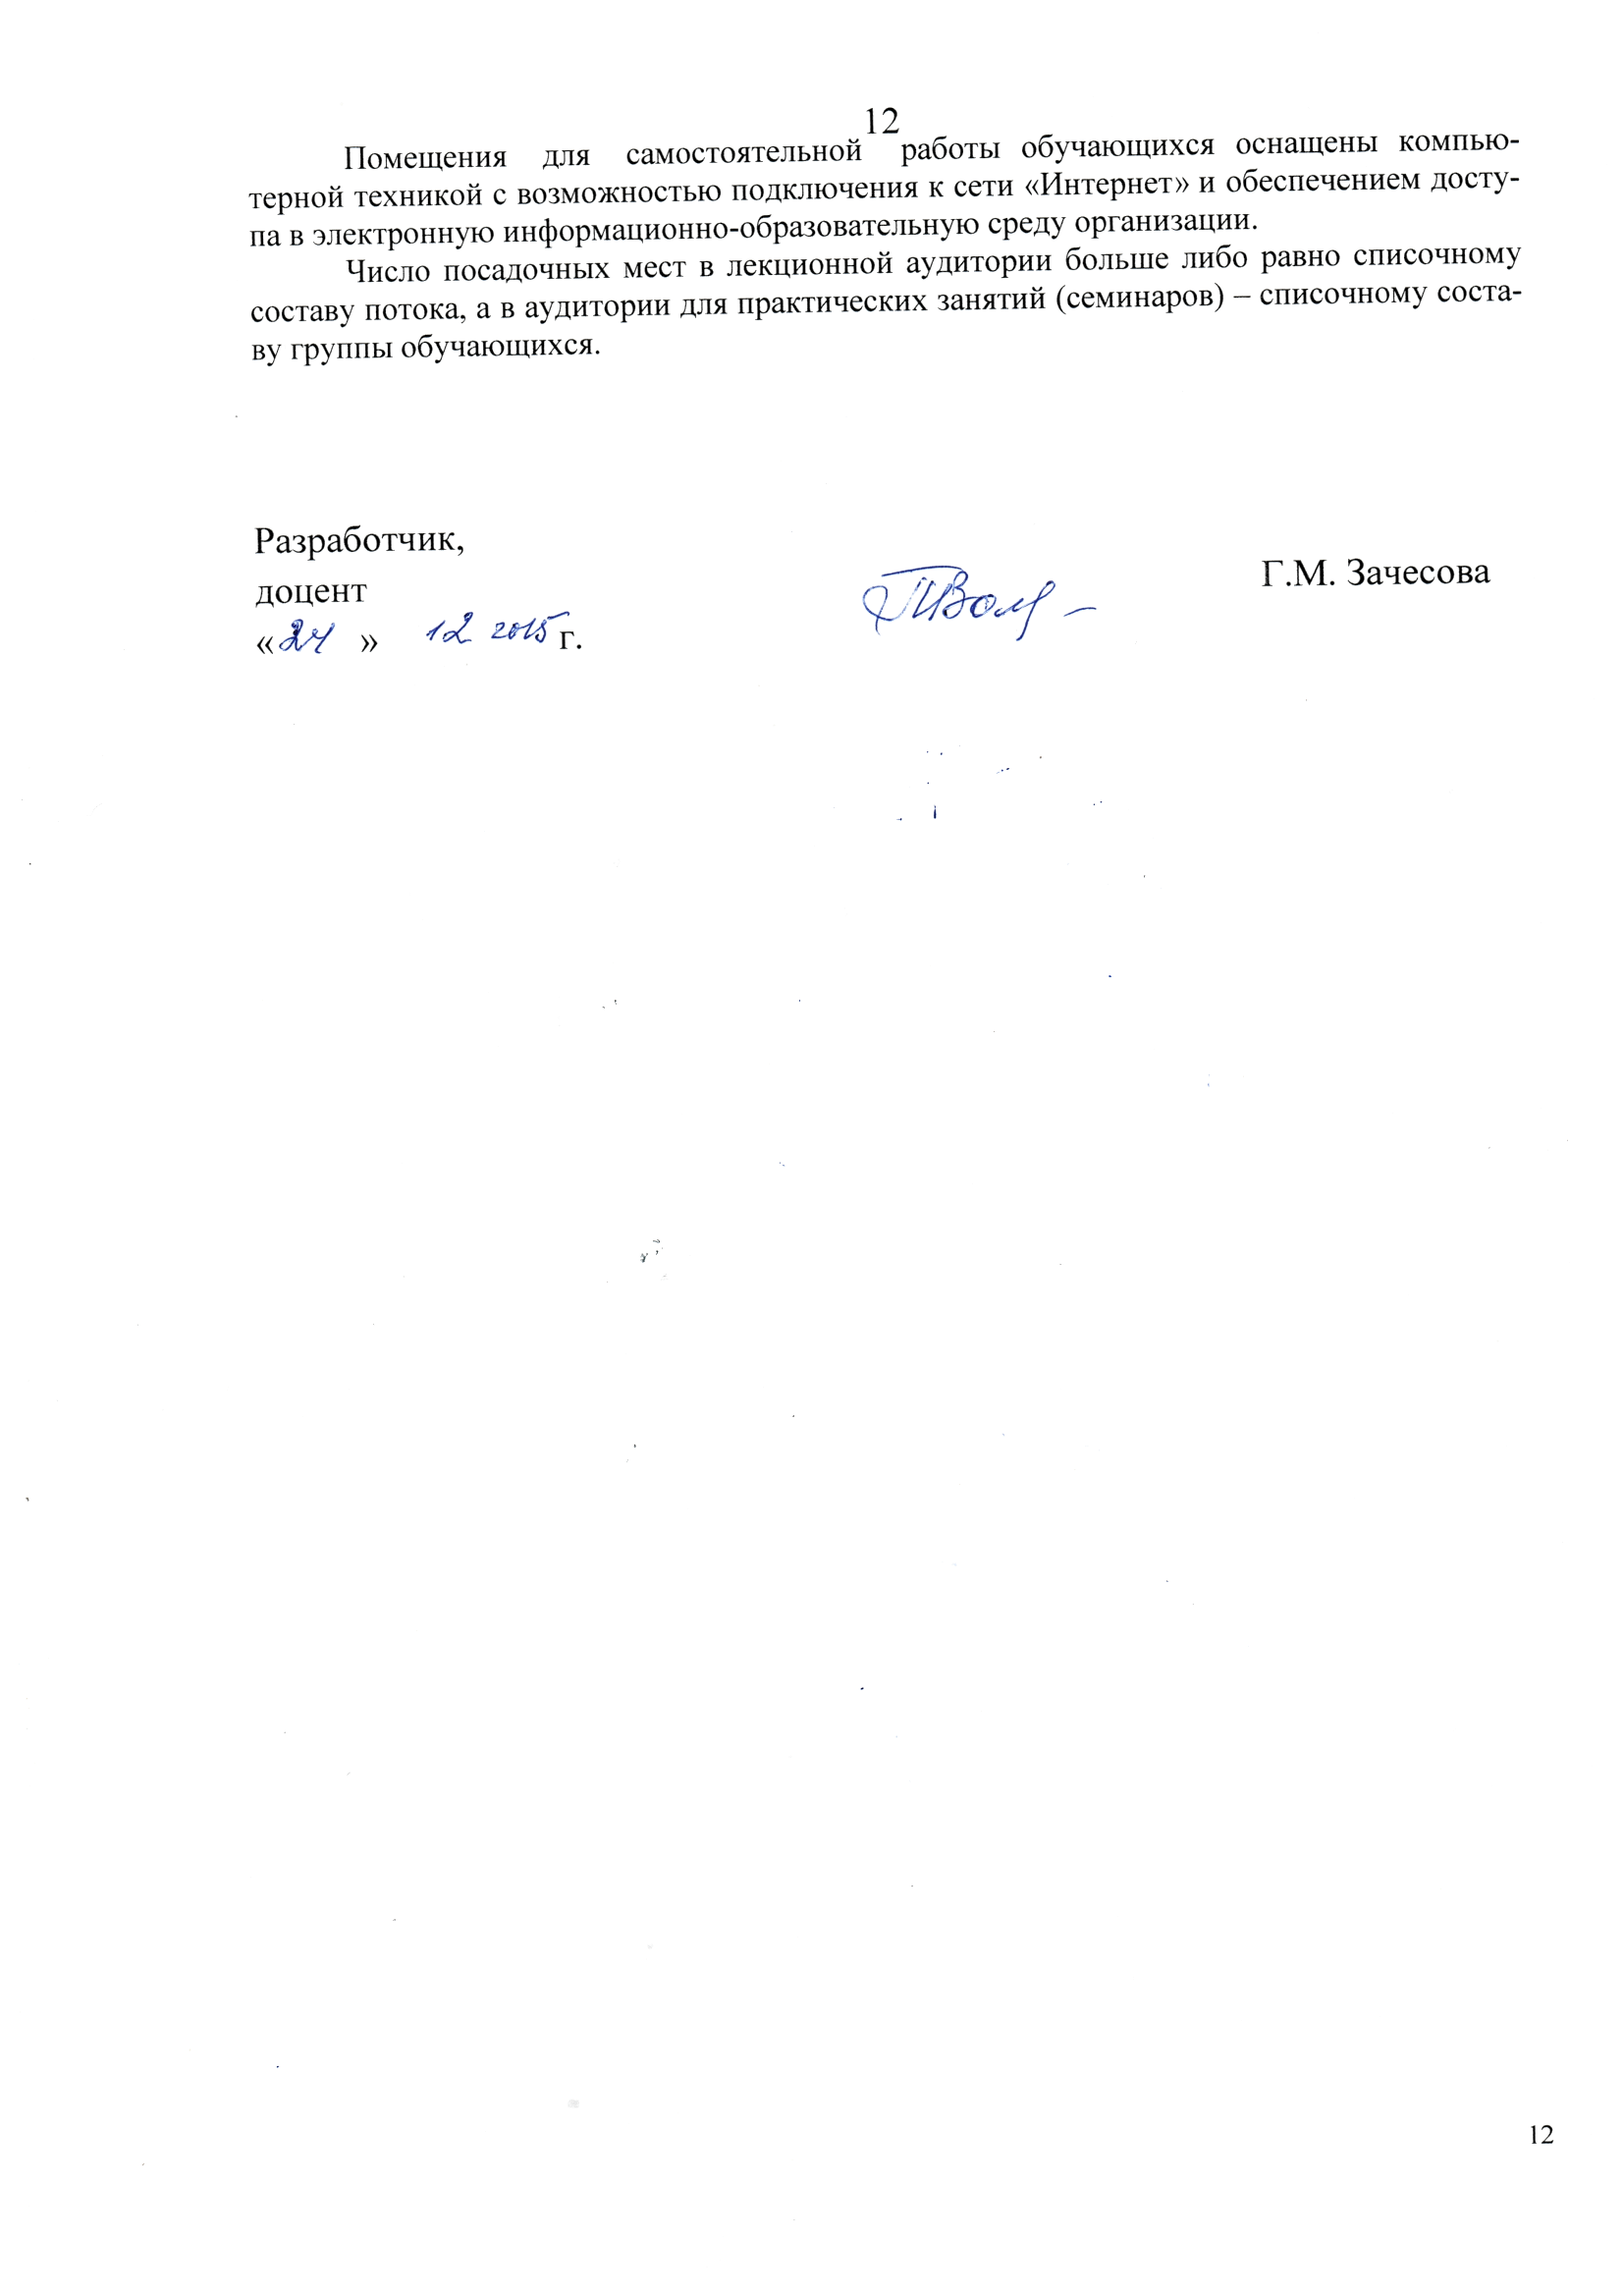 12
Помещения для самостоятельной работы обучающихся оснащены компью-
терной техникой с возможностью подключения к сети «Интернет» и обеспечением досту-
па в электронную информационно-образовательную среду организации.
Число посадочных мест в лекционной аудитории больше либо равно списочному
составу потока, а в аудитории для практических занятий (семинаров) – списочному соста-
ву группы обучающихся.
Разработчик,
доцент
Г.М. Зачесова
«24» 12 2015 г.
12